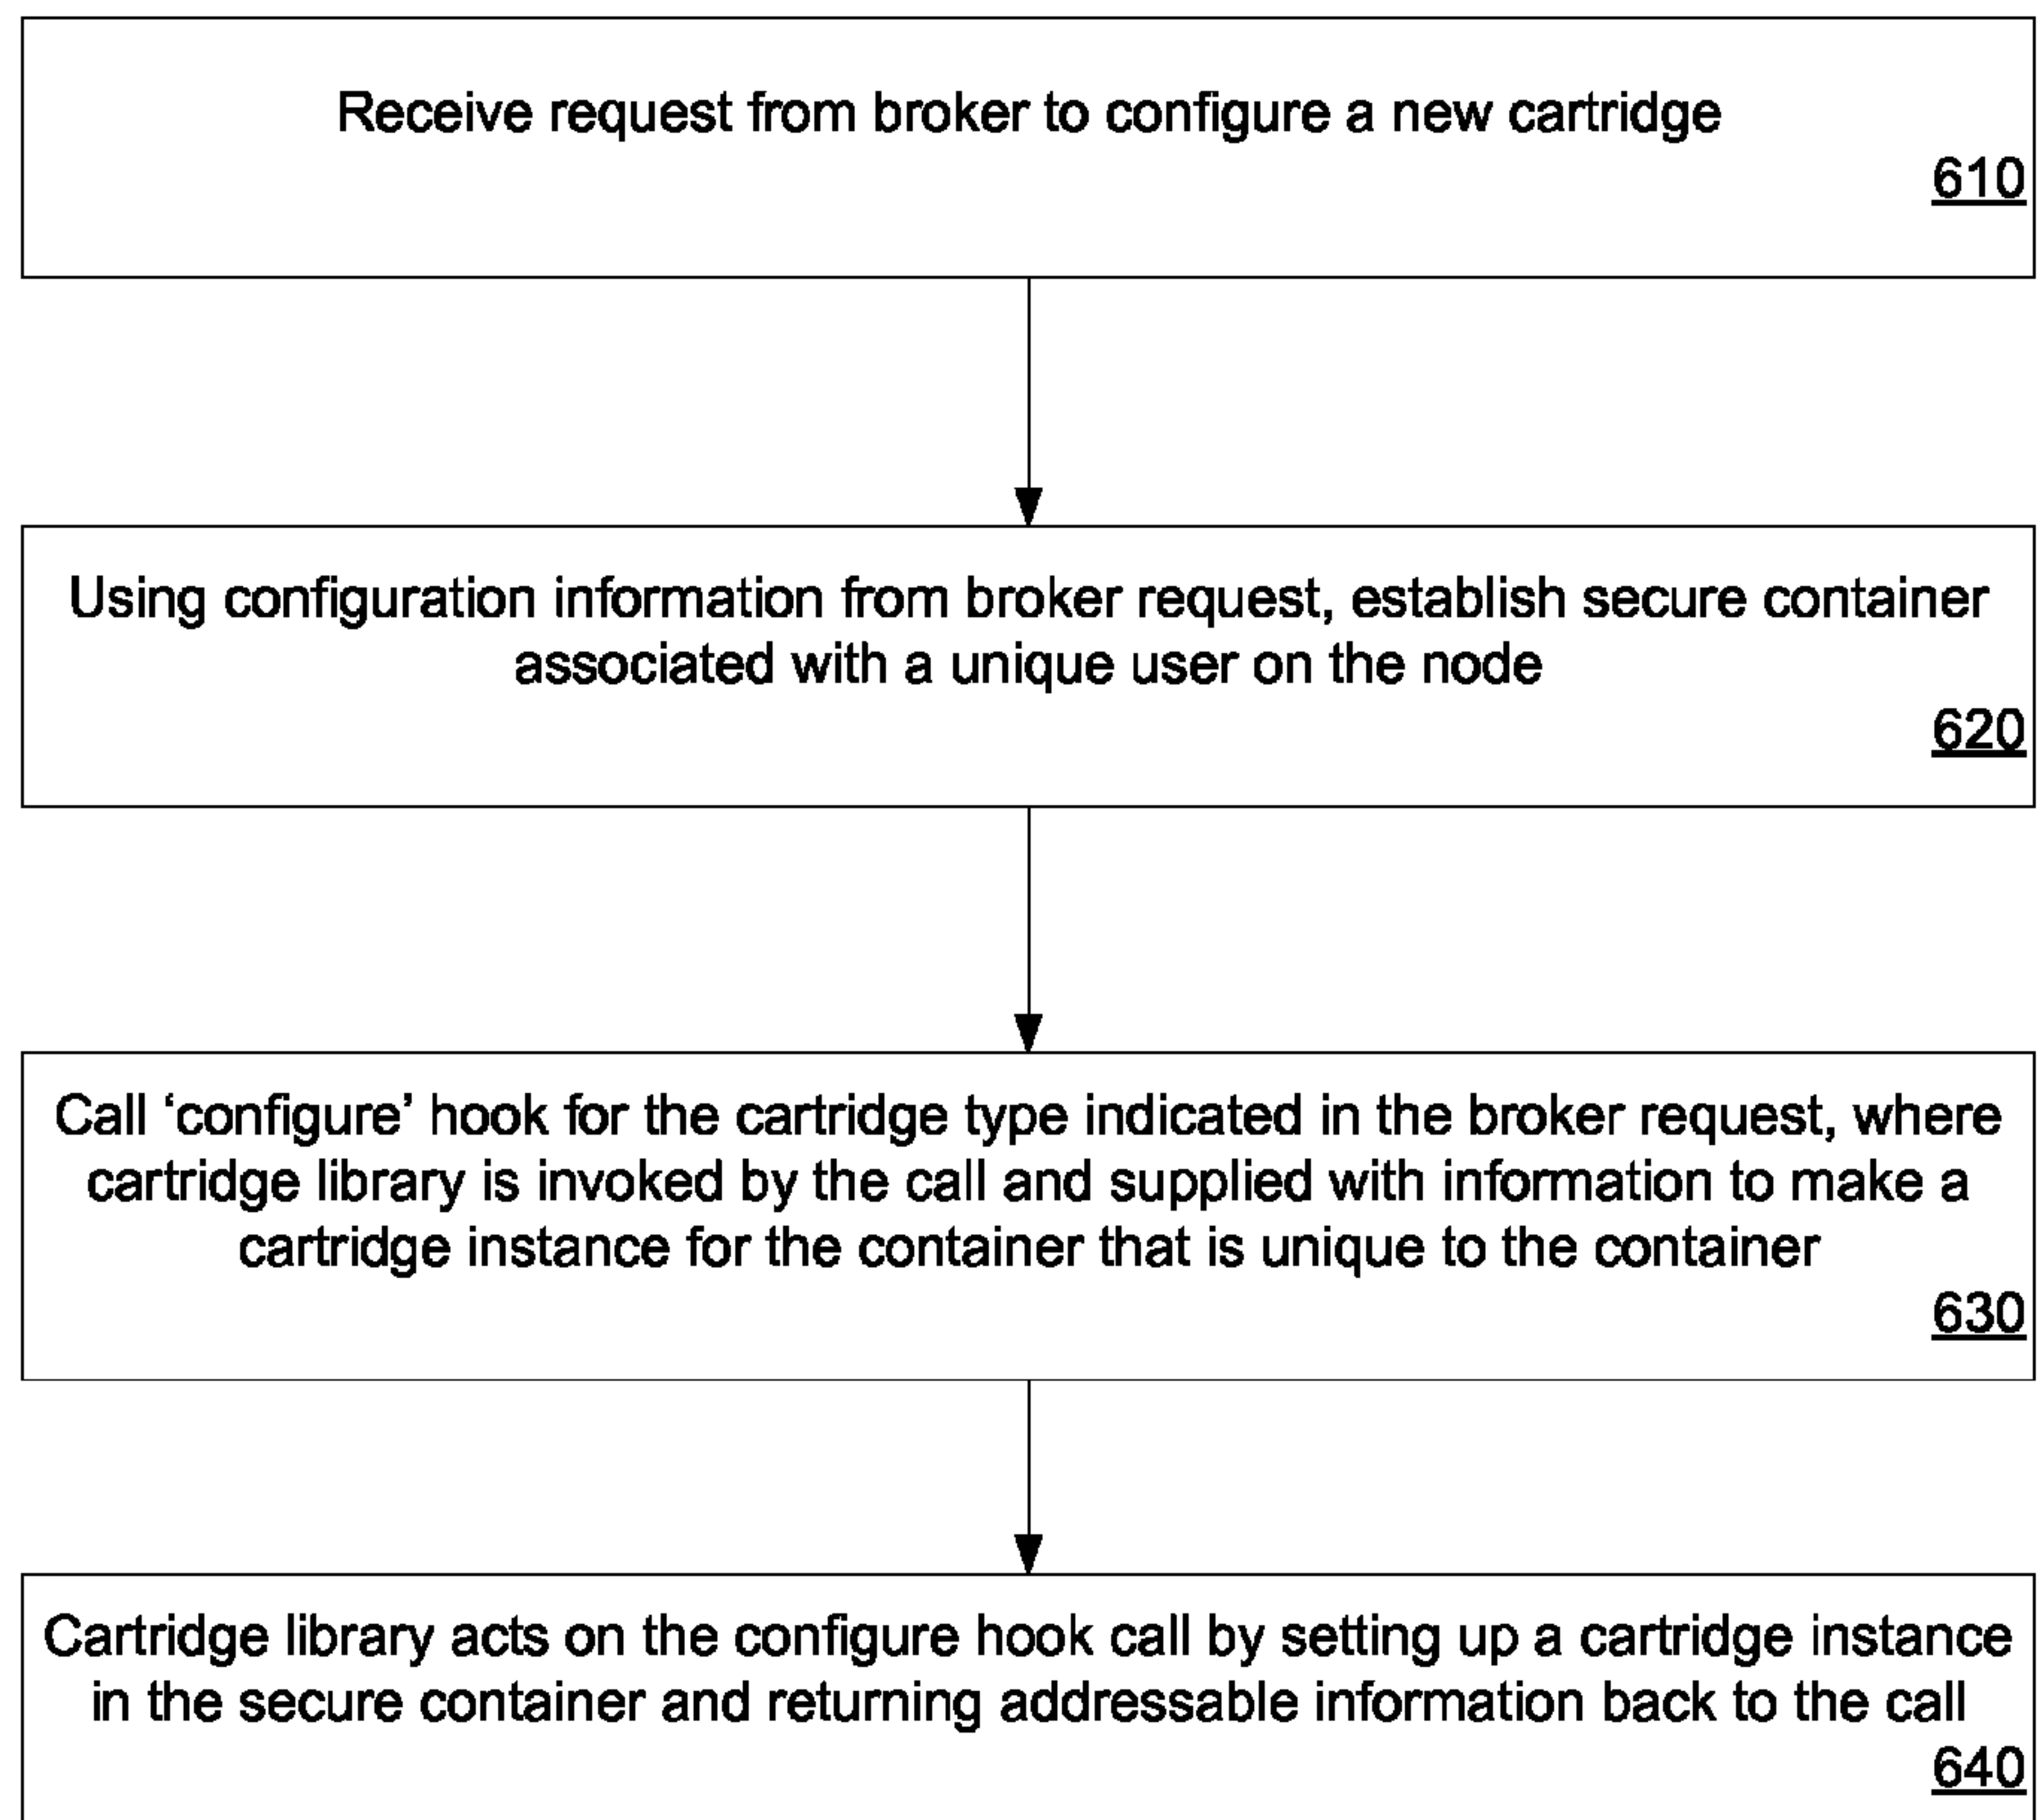 Receive request from broker to configure a new cartridge
610
Using configuration information from broker request, establish secure container
associated with a unique user on the node
620
Call ‘configure’ hook for the cartridge type indicated in the broker request, where
cartridge library is invoked by the call and supplied with information to make a
cartridge instance for the container that is unique to the container
630
Cartridge library acts on the configure hook call by setting up a cartridge instance
in the secure container and returning addressable information back to the call
640